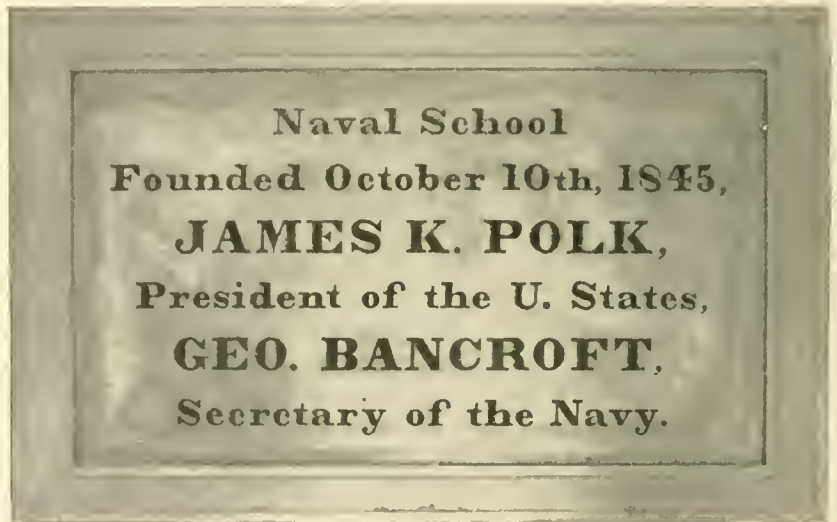 Naval School
Founded October 10th, 1845,
JAMES K. POLK,
President of the U. States,
GEO. BANCROFT,
Secretary of the Navy.